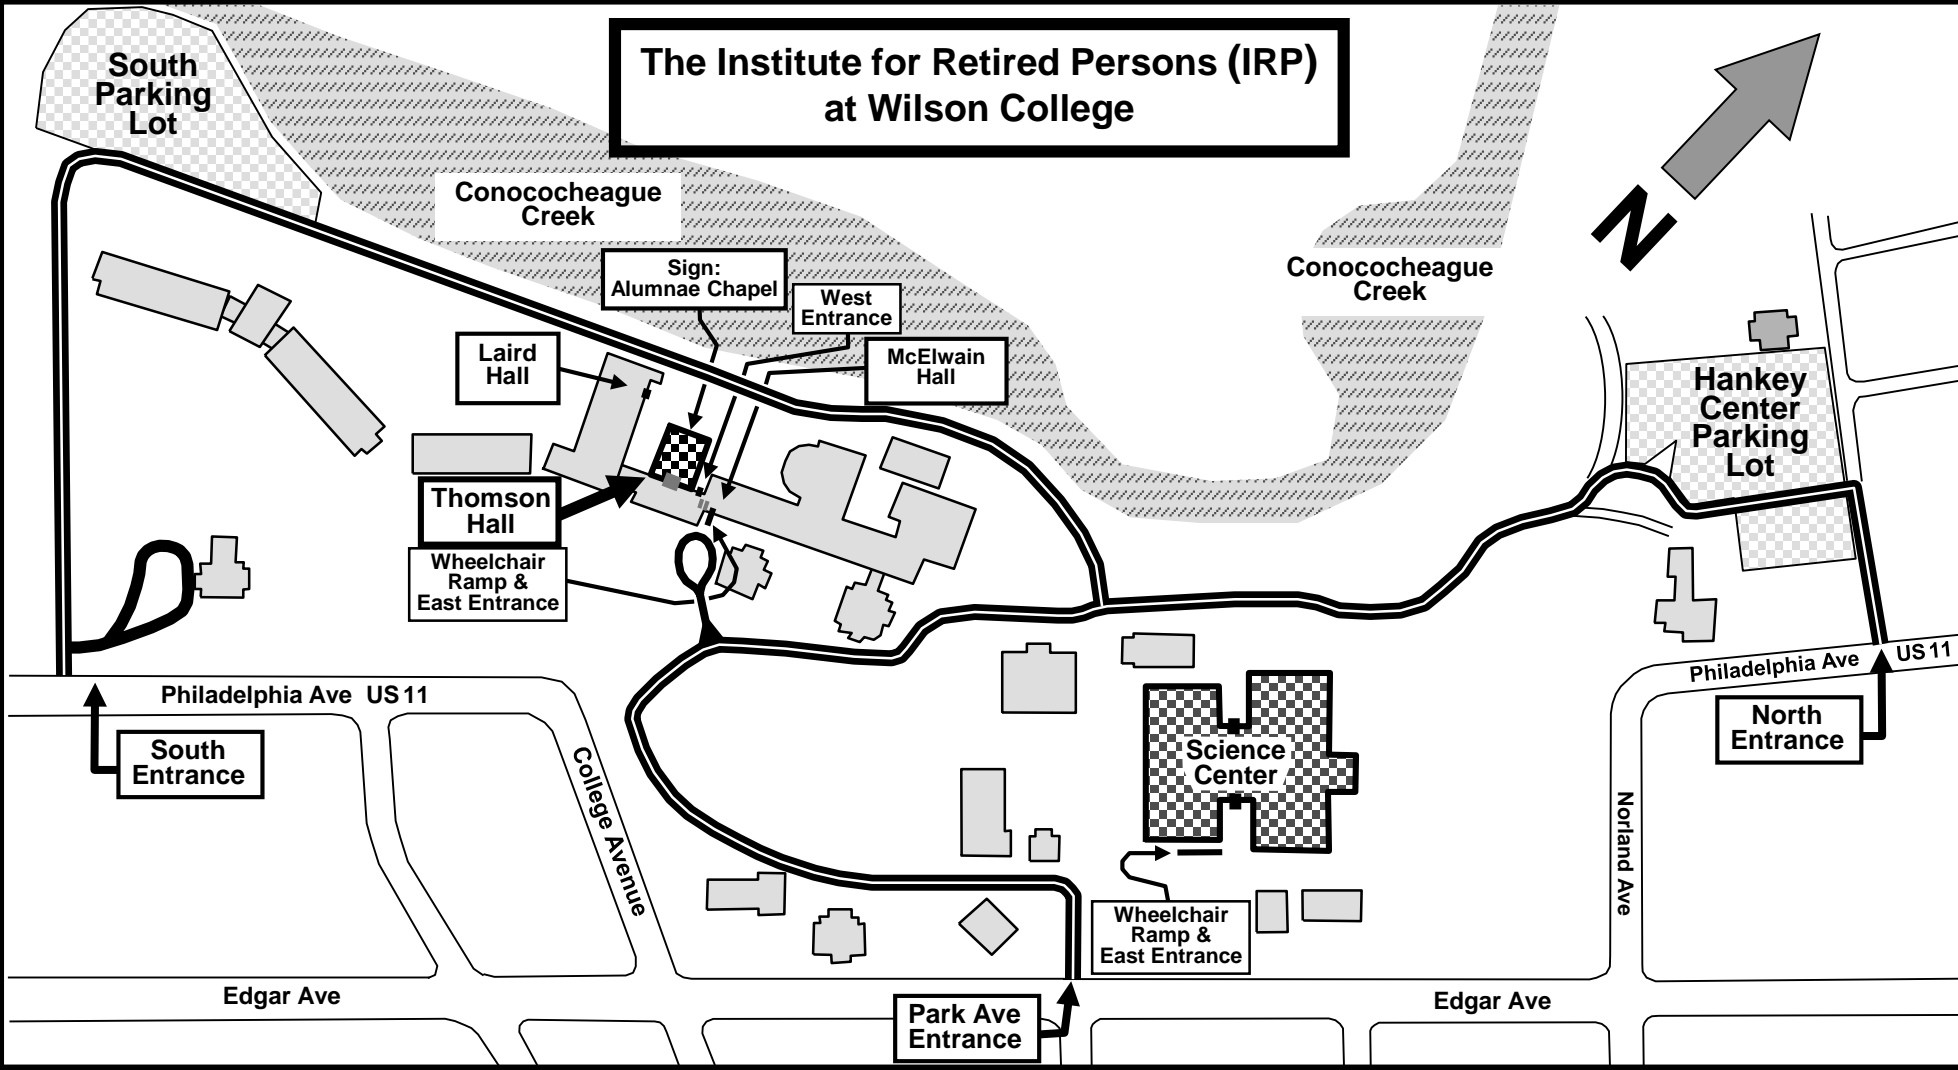 The Institute for Retired Persons (IRP)
at Wilson College
South
Parking
Lot
Conococheague
Creek
Sign:
Alumnae Chapel
West
Entrance
McElwain
Hall
Laird
Hall
Thomson
Hall
Wheelchair
Ramp &
East Entrance
Conococheague
Creek
N
Hankey
Center
Parking
Lot
Philadelphia Ave US 11
South
Entrance
College Avenue
Science
Center
Wheelchair
Ramp &
East Entrance
Philadelphia Ave US 11
North
Entrance
Norland Ave
Edgar Ave
Park Ave
Entrance
Edgar Ave